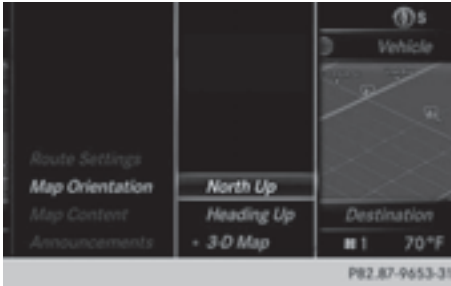 S
Vehicle
Route Settings
Map Orientation
North Up
Map Content
Heading Up
Destination
Announcements
3-D Map
1
70°F
P82.87-9653-31